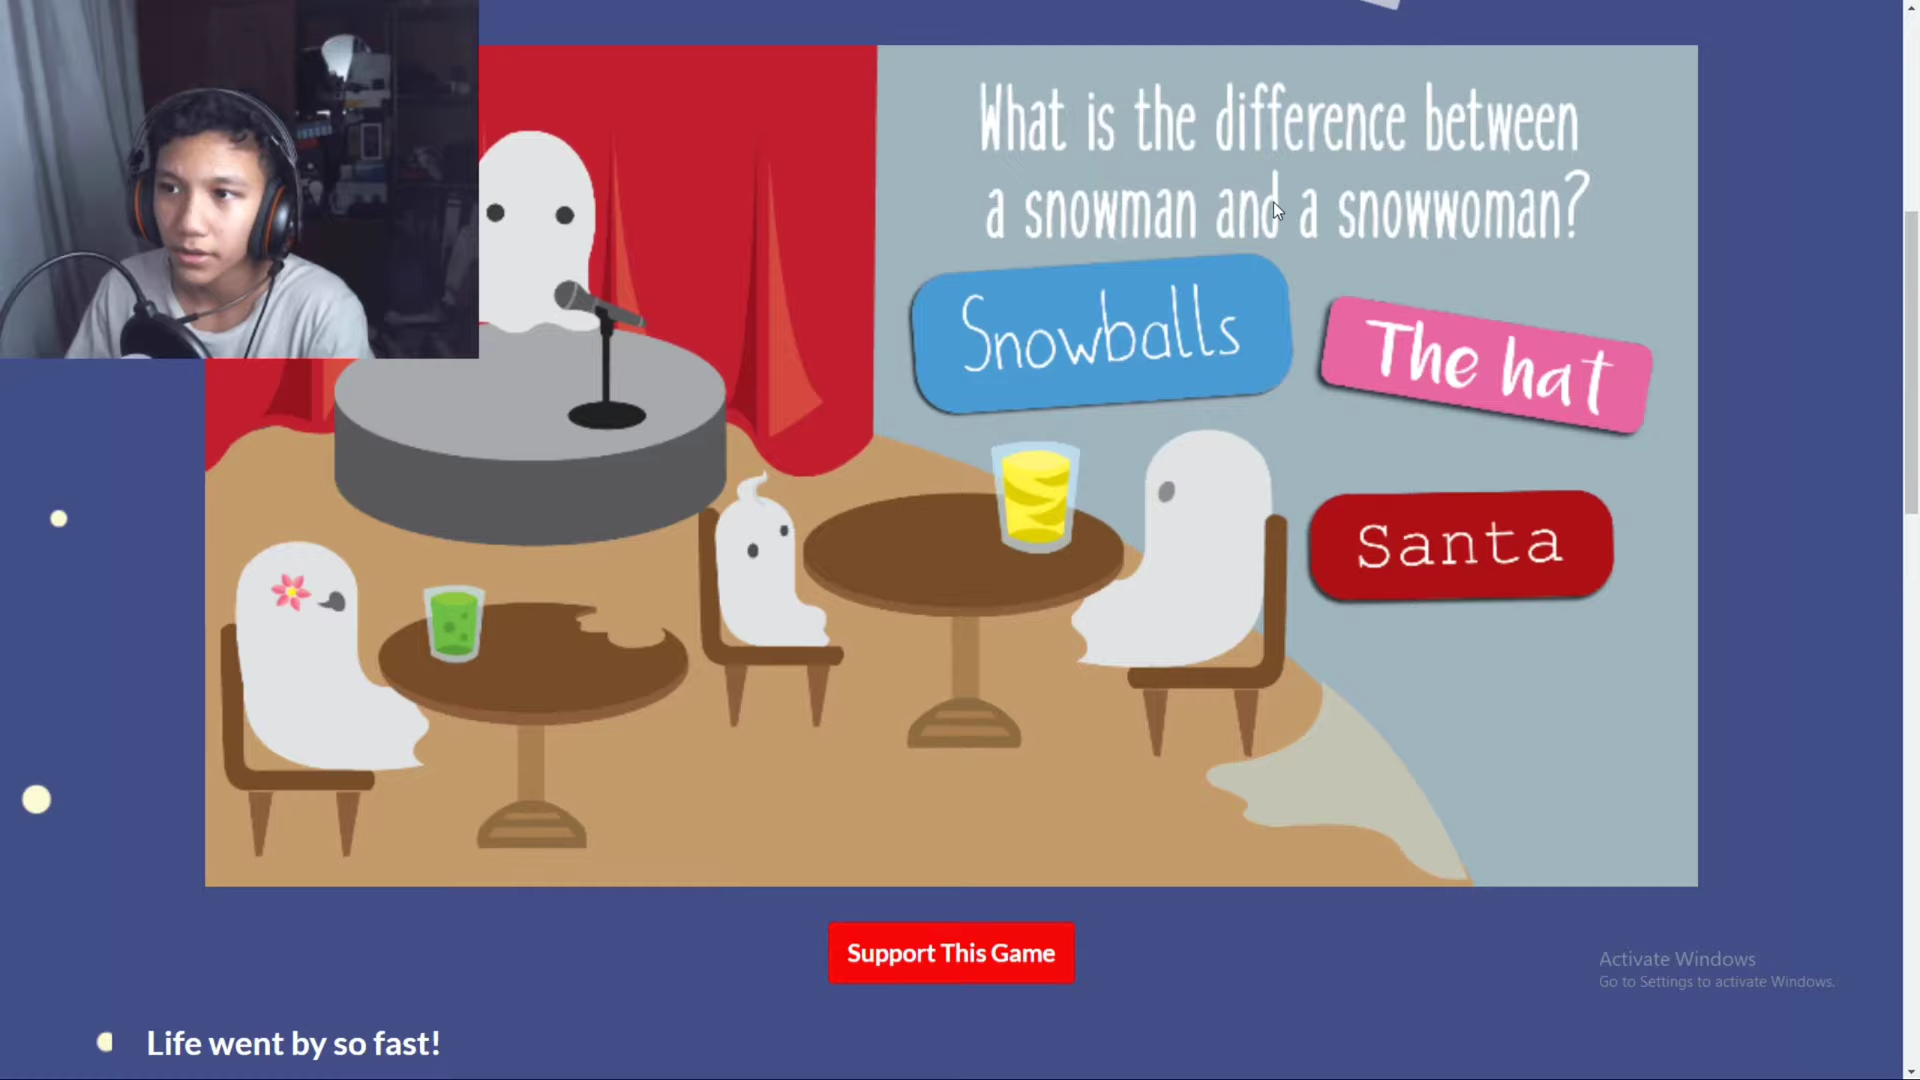 What is the difference between
a snowman and a snowwoman?
Snowballs
The hat
Santa
Support This Game
Activate Windows
Go to Settings to activate Windows.
Life went by so fast!